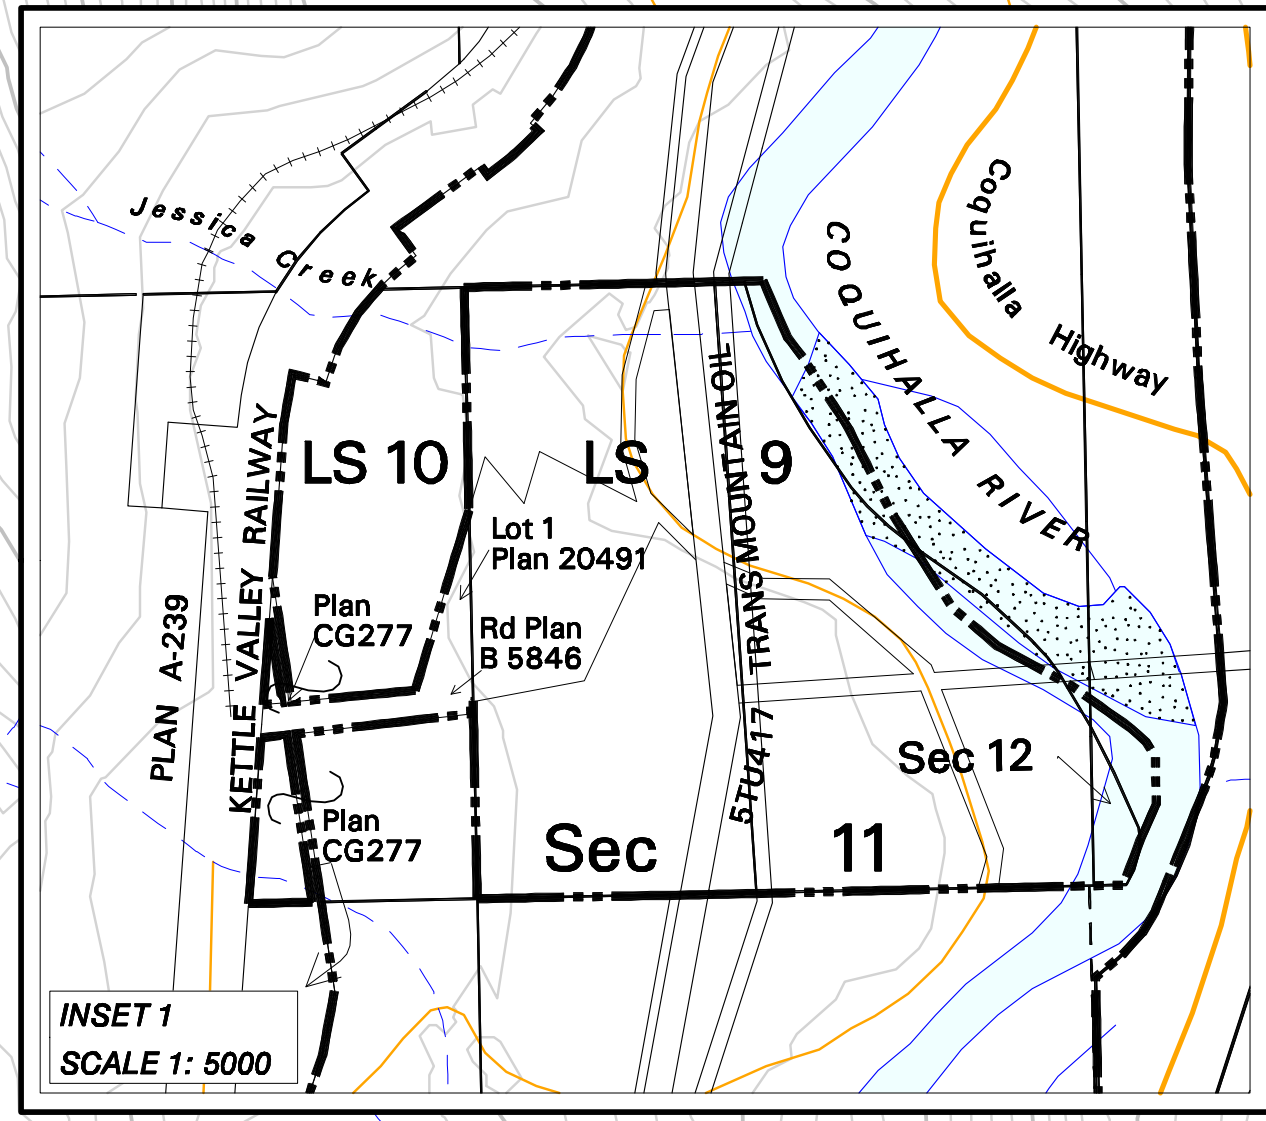 Jessica Creek
Coquihalla Highway
COQUIHALLA RIVER
LS 10
LS 9
TRANS MOUNTAIN OIL
5TU417
Lot 1
Plan 20491
Rd Plan
B 5846
Plan
CG277
KETTLE VALLEY RAILWAY
PLAN A-239
Sec 12
Plan
CG277
Sec 11
INSET 1
SCALE 1: 5000